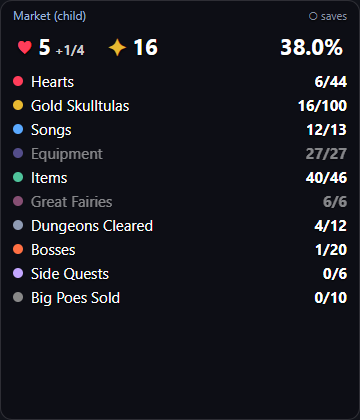 Market (child) saves
5 +1/4 16 38.0%
Hearts 6/44
Gold Skulltulas 16/100
Songs 12/13
Equipment 27/27
Items 40/46
Great Fairies 6/6
Dungeons Cleared 4/12
Bosses 1/20
Side Quests 0/6
Big Poes Sold 0/10